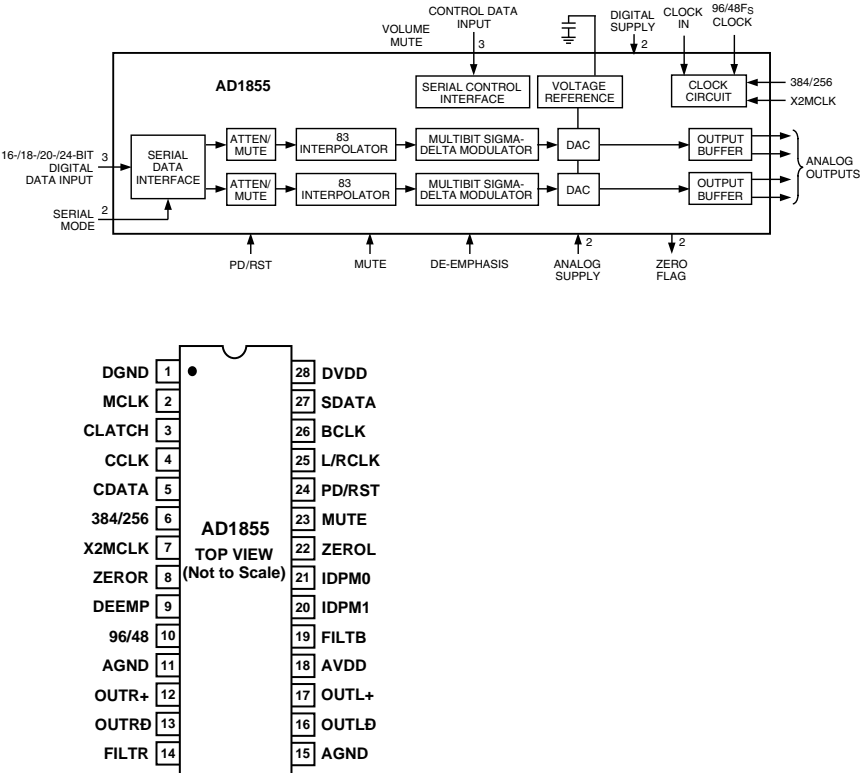 CONTROL DATA
INPUT
VOLUME
MUTE
3
DIGITAL
SUPPLY
2
CLOCK
IN
96/48FS
CLOCK
AD1855
SERIAL CONTROL
INTERFACE
VOLTAGE
REFERENCE
CLOCK
CIRCUIT
384/256
X2MCLK
16-/18-/20-/24-BIT
DIGITAL
DATA INPUT
3
SERIAL
DATA
INTERFACE
ATTEN/
MUTE
83
INTERPOLATOR
MULTIBIT SIGMA-
DELTA MODULATOR
DAC
OUTPUT
BUFFER
ANALOG
OUTPUTS
ATTEN/
MUTE
83
INTERPOLATOR
MULTIBIT SIGMA-
DELTA MODULATOR
DAC
OUTPUT
BUFFER
SERIAL
MODE
2
PD/RST
MUTE
DE-EMPHASIS
2
ANALOG
SUPPLY
2
ZERO
FLAG
DGND 1
28 DVDD
MCLK 2
27 SDATA
CLATCH 3
26 BCLK
CCLK 4
25 L/RCLK
CDATA 5
24 PD/RST
384/256 6
23 MUTE
AD1855
TOP VIEW
(Not to Scale)
X2MCLK 7
22 ZEROL
ZEROR 8
21 IDPM0
DEEMP 9
20 IDPM1
96/48 10
19 FILTB
AGND 11
18 AVDD
OUTR+ 12
17 OUTL+
OUTRĐ 13
16 OUTLĐ
FILTR 14
15 AGND